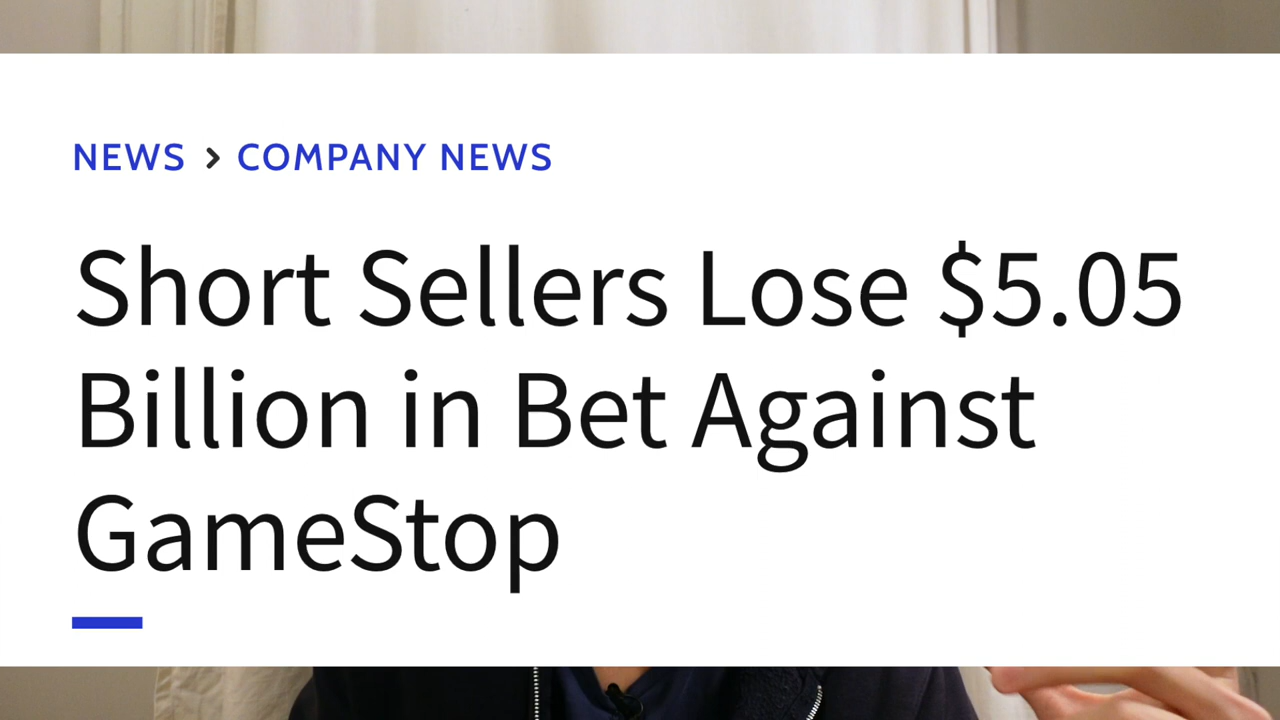 NEWS > COMPANY NEWS
Short Sellers Lose $5.05
Billion in Bet Against
GameStop